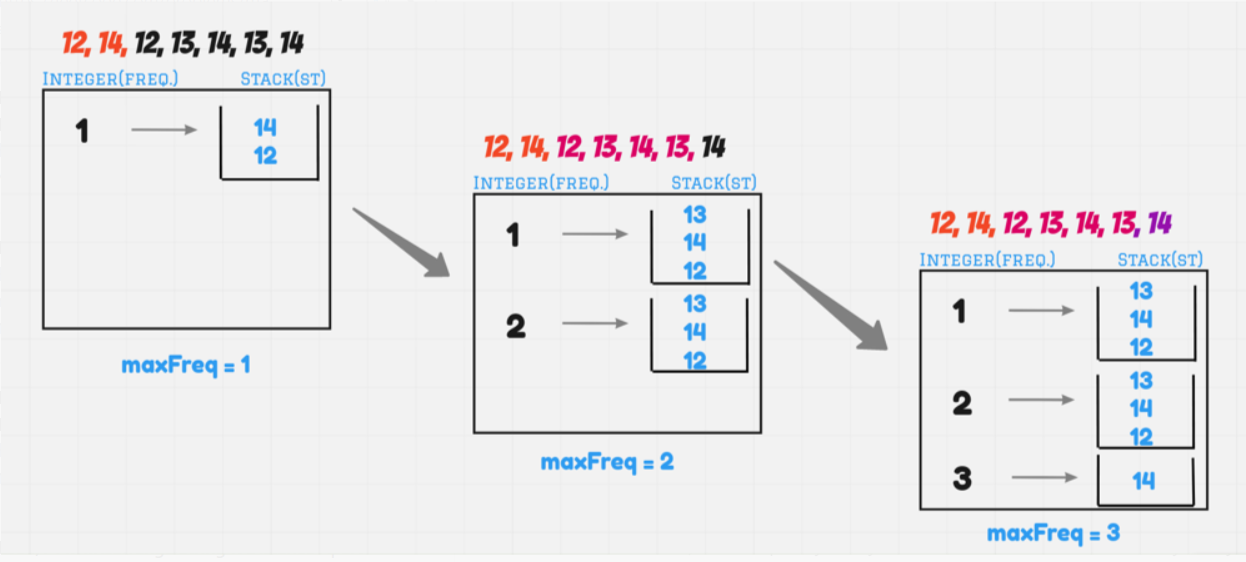 12, 14, 12, 13, 14, 13, 14
INTEGER(FREQ.) STACK(ST)
1
14
12
maxFreq = 1
12, 14, 12, 13, 14, 13, 14
INTEGER(FREQ.) STACK(ST)
1
13
14
12
2
13
14
12
maxFreq = 2
12, 14, 12, 13, 14, 13, 14
INTEGER(FREQ.) STACK(ST)
1
13
14
12
2
13
14
12
3
14
maxFreq = 3